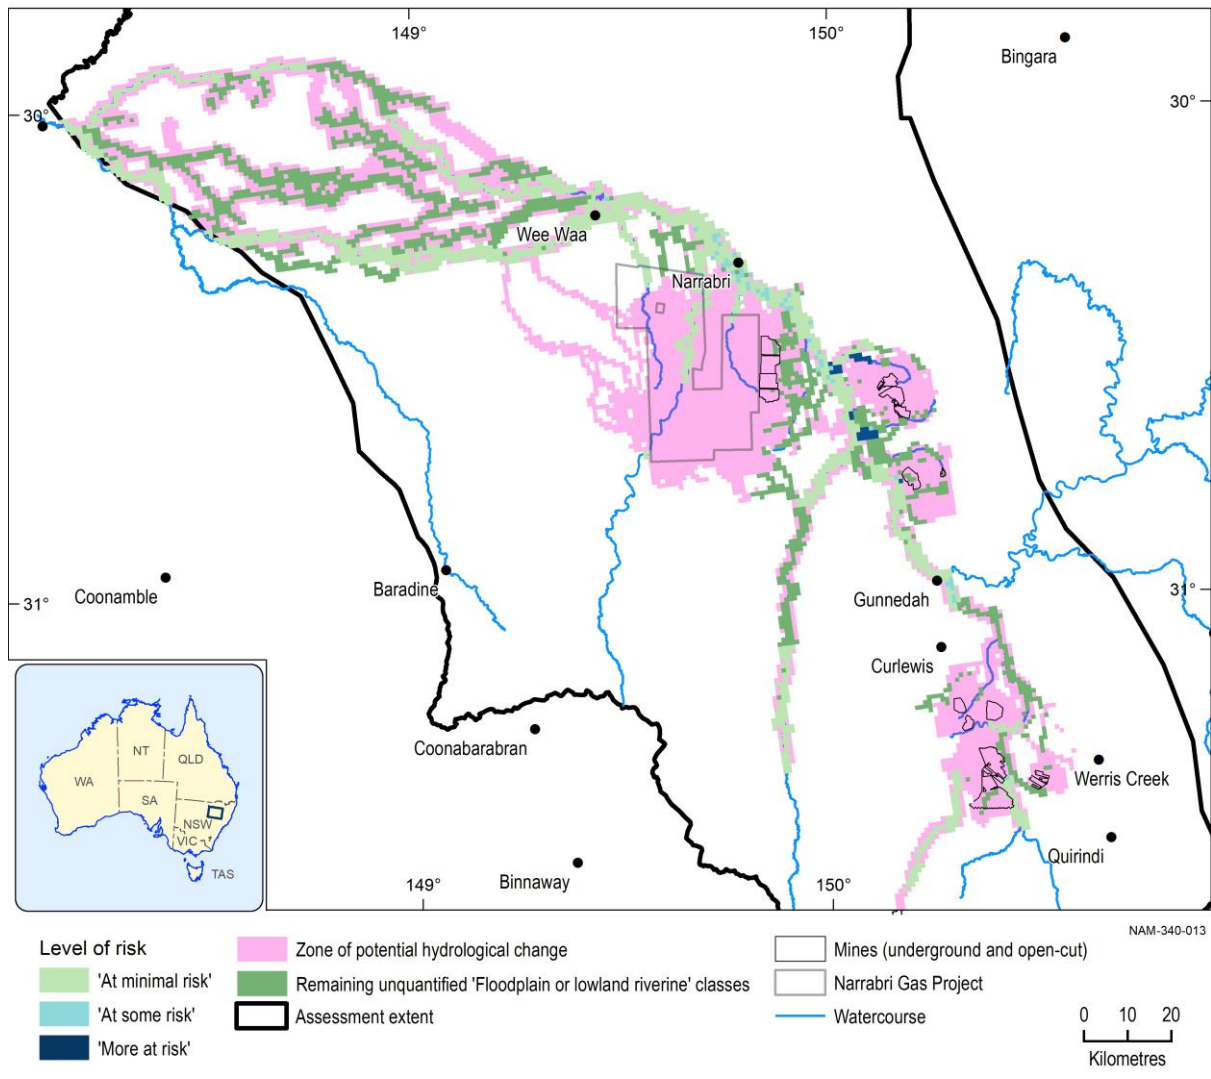 149°
150°
Bingara
30°
30°
Wee Waa
Narrabri
31°
31°
Coonamble
Baradine
Gunnedah
Curlewis
Coonabarabran
Werris Creek
Binnaway
Quirindi
149°
150°
NT
QLD
WA
SA
NSW
VIC
TAS
NAM-340-013
Level of risk
'At minimal risk'
'At some risk'
'More at risk'
Zone of potential hydrological change
Remaining unquantified 'Floodplain or lowland riverine' classes
Assessment extent
Mines (underground and open-cut)
Narrabri Gas Project
Watercourse
0 10 20
Kilometres